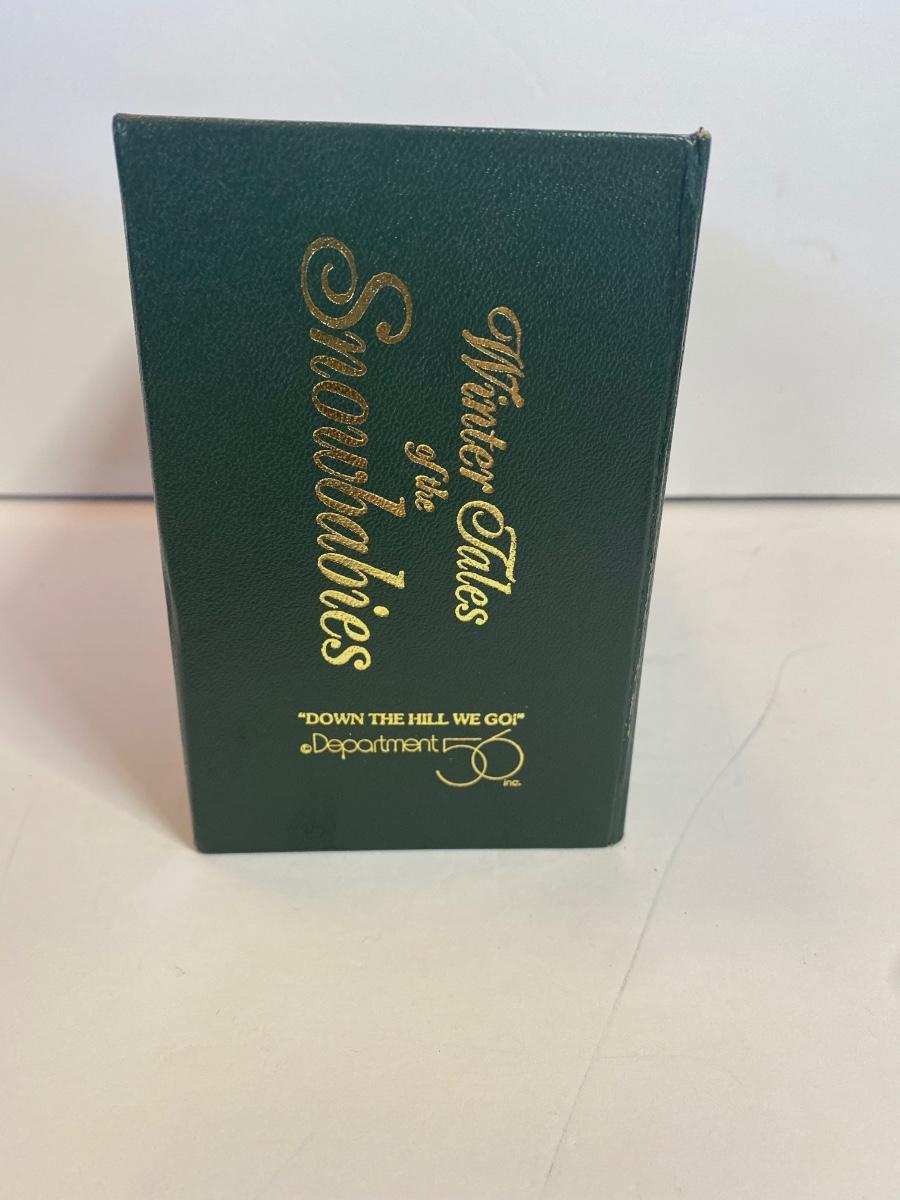 Winter Tales
of the
Snowbabies
"DOWN THE HILL WE GO!"
©Department 56
inc.